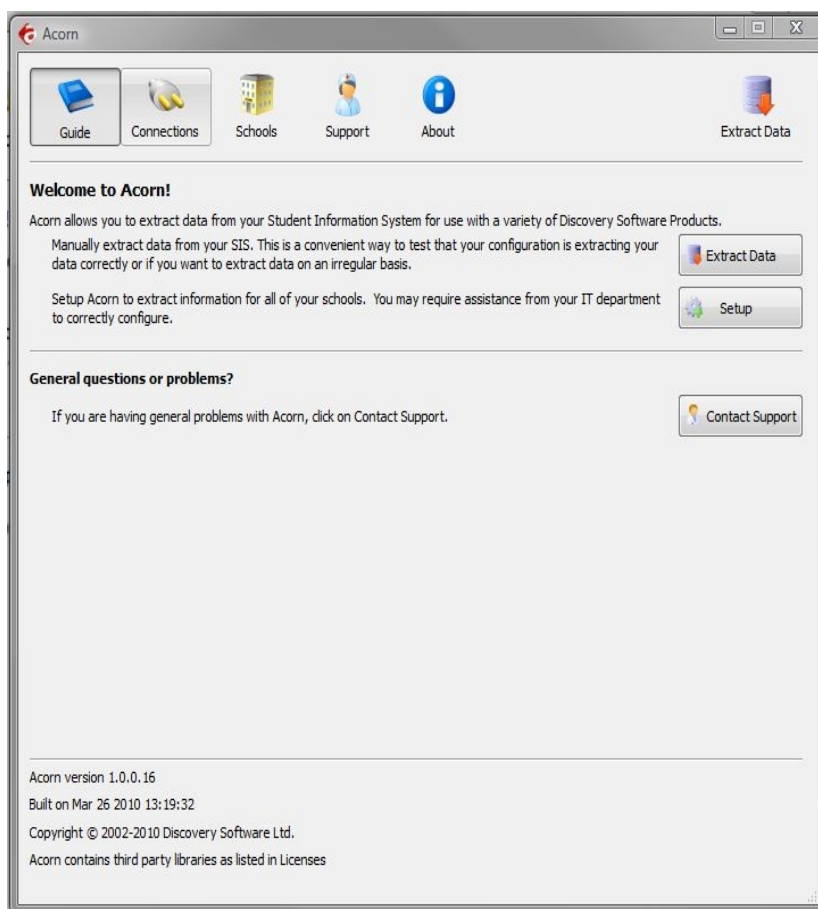 Acorn
Guide
Connections
Schools
Support
About
Extract Data
Welcome to Acorn!
Acorn allows you to extract data from your Student Information System for use with a variety of Discovery Software Products.
Manually extract data from your SIS. This is a convenient way to test that your configuration is extracting your
data correctly or if you want to extract data on an irregular basis.
Extract Data
Setup Acorn to extract information for all of your schools. You may require assistance from your IT department
to correctly configure.
Setup
General questions or problems?
If you are having general problems with Acorn, click on Contact Support.
Contact Support
Acorn version 1.0.0.16
Built on Mar 26 2010 13:19:32
Copyright © 2002-2010 Discovery Software Ltd.
Acorn contains third party libraries as listed in Licenses